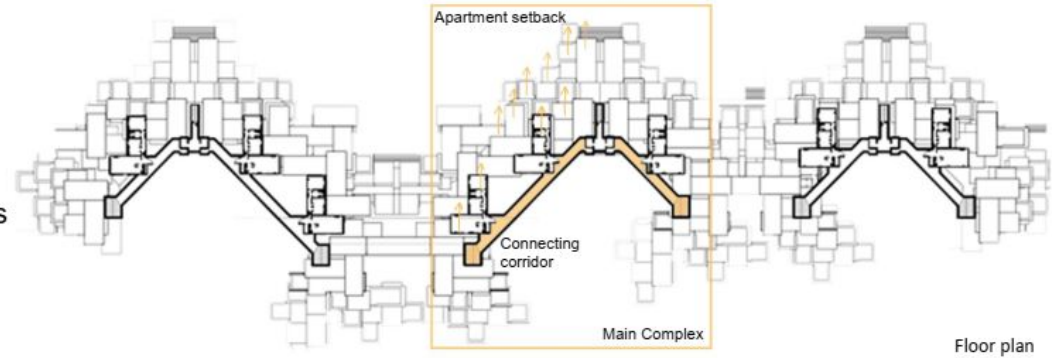 Apartment setback
s
Connecting
corridor
Main Complex
Floor plan